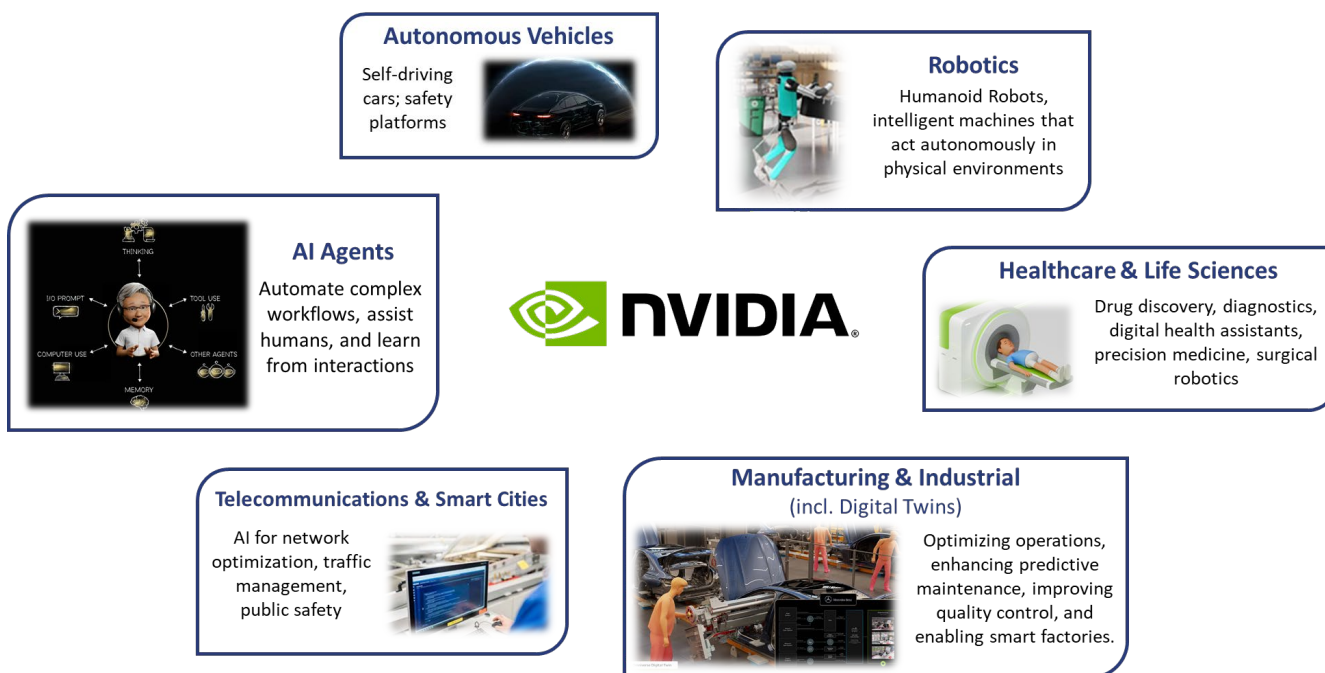 Autonomous Vehicles
Self-driving
cars; safety
platforms
Robotics
Humanoid Robots,
intelligent machines that
act autonomously in
physical environments
THINKING
I/O PROMPT
TOOL USE
COMPUTER USE
OTHER AGENTS
MEMORY
AI Agents
Automate complex
workflows, assist
humans, and learn
from interactions
NVIDIA®
Healthcare & Life Sciences
Drug discovery, diagnostics,
digital health assistants,
precision medicine, surgical
robotics
Telecommunications & Smart Cities
AI for network
optimization, traffic
management,
public safety
Manufacturing & Industrial
(incl. Digital Twins)
Optimizing operations,
enhancing predictive
maintenance, improving
quality control, and
enabling smart factories.